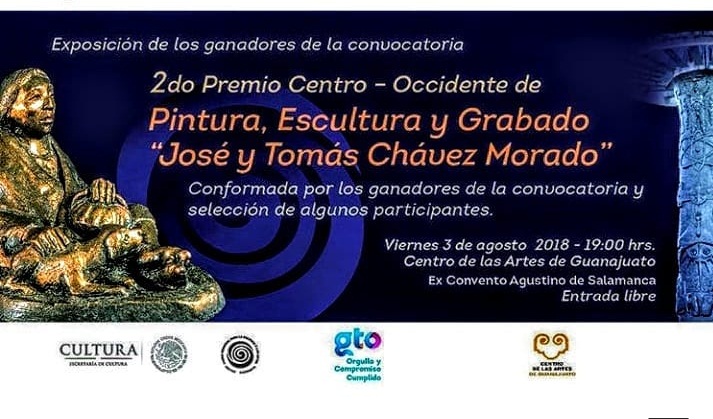 Exposición de los ganadores de la convocatoria
2do Premio Centro – Occidente de
Pintura, Escultura y Grabado
“José y Tomás Chávez Morado”
Conformada por los ganadores de la convocatoria y
selección de algunos participantes.
Viernes 3 de agosto 2018 - 19:00 hrs.
Centro de las Artes de Guanajuato
Ex Convento Agustino de Salamanca
Entrada libre
CULTURA
SECRETARÍA DE CULTURA
gto
Orgullo y
Compromiso
Cumplido
CENTRO
DE LAS ARTES
DE GUANAJUATO